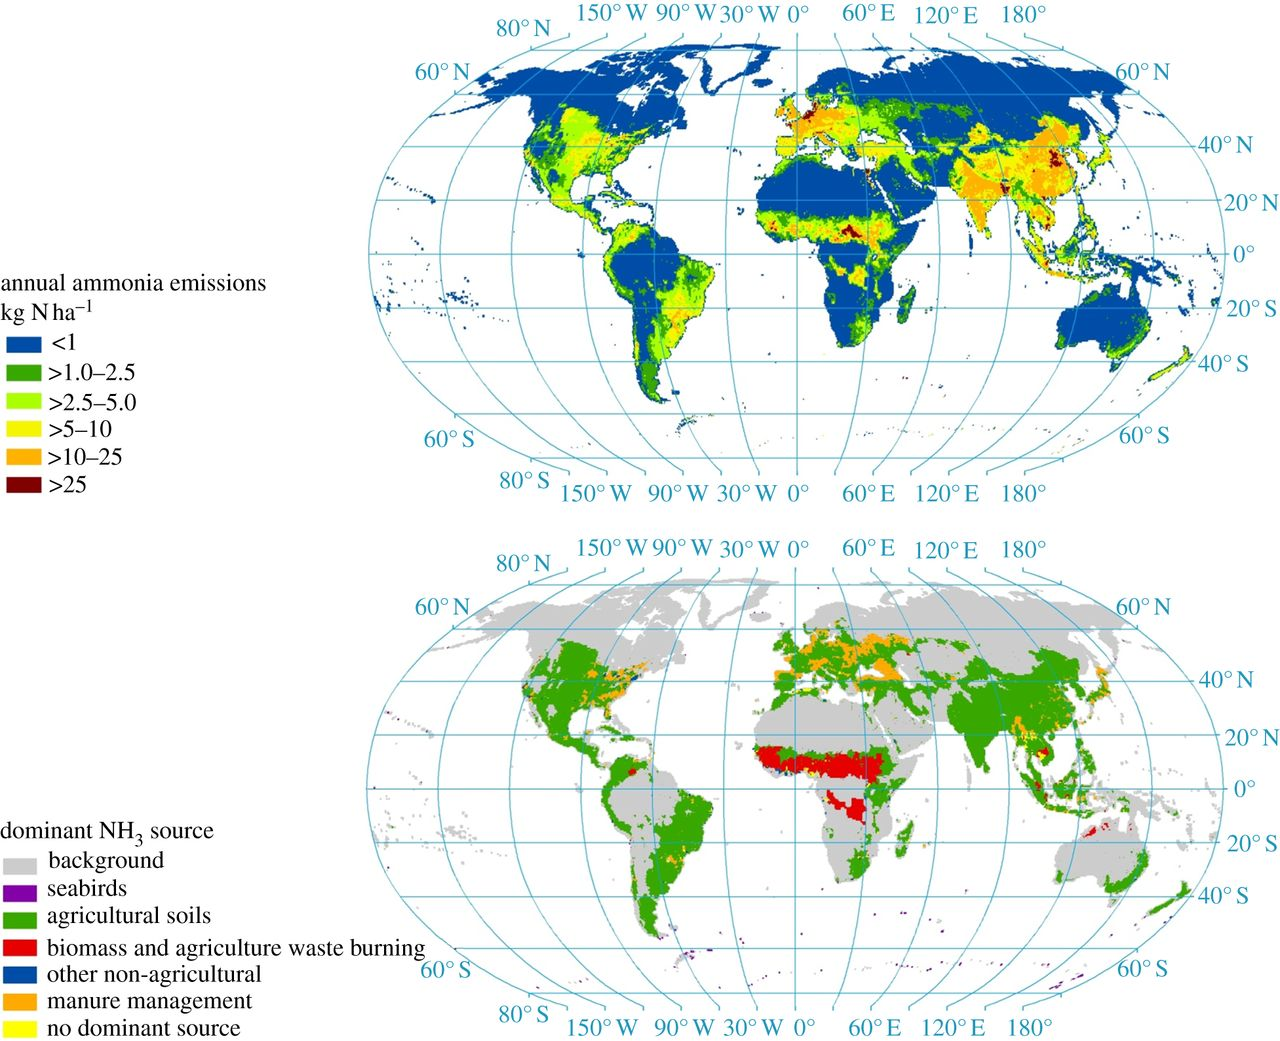 150° W 90° W 30° W 0° 60° E 120° E 180°
80° N
60° N 60° N
40° N
20° N
0°
20° S
40° S
60° S 60° S
80° S
150° W 90° W 30° W 0° 60° E 120° E 180°
annual ammonia emissions
kg N ha–1
<1
>1.0–2.5
>2.5–5.0
>5–10
>10–25
>25
150° W 90° W 30° W 0° 60° E 120° E 180°
80° N
60° N 60° N
40° N
20° N
0°
20° S
40° S
60° S 60° S
80° S
150° W 90° W 30° W 0° 60° E 120° E 180°
dominant NH3 source
background
seabirds
agricultural soils
biomass and agriculture waste burning
other non-agricultural
manure management
no dominant source